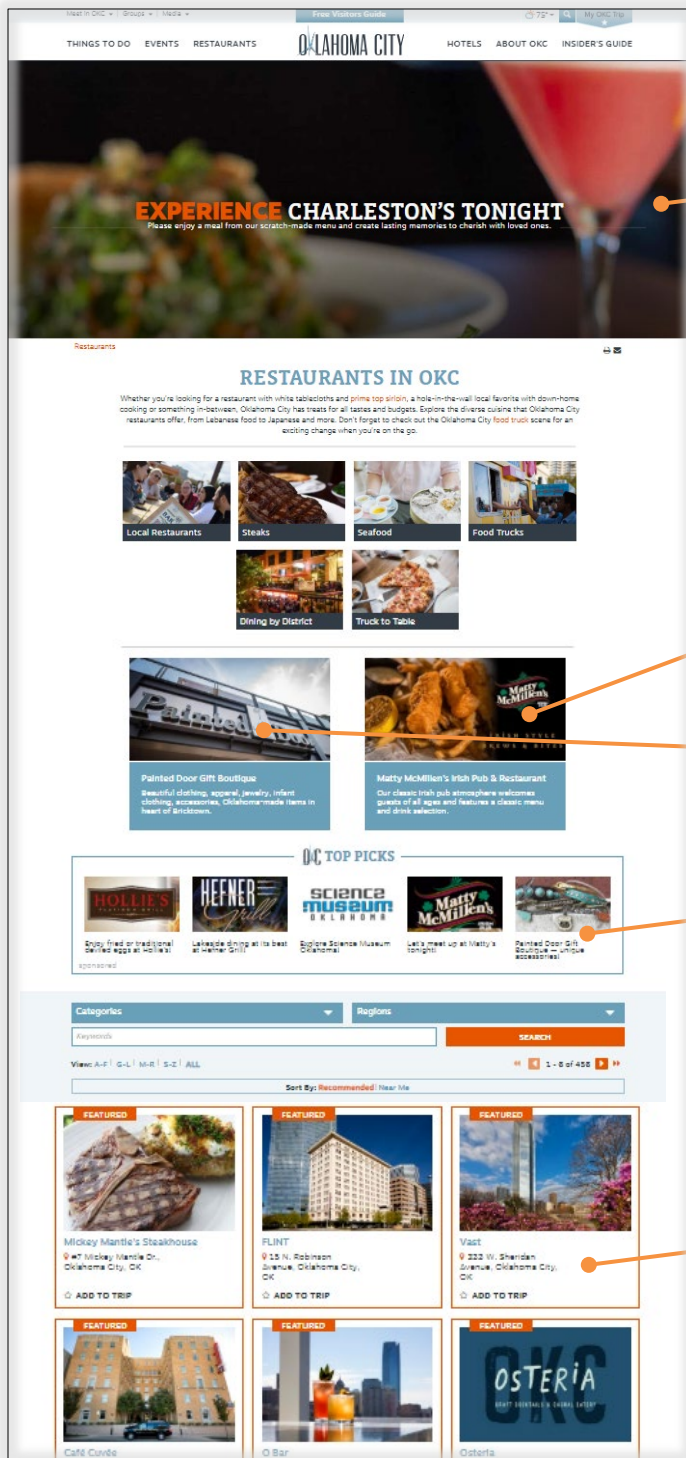 Meet in OKC Groups Media
Free Visitors Guide
75° My OKC Trip
THINGS TO DO EVENTS RESTAURANTS
OKLAHOMA CITY
HOTELS ABOUT OKC INSIDER'S GUIDE
EXPERIENCE CHARLESTON'S TONIGHT
Please enjoy a meal from our scratch-made menu and create lasting memories to cherish with loved ones.
Restaurants
RESTAURANTS IN OKC
Whether you're looking for a restaurant with white tablecloths and prime top sirloin, a hole-in-the-wall local favorite with down-home
cooking or something in-between, Oklahoma City has treats for all tastes and budgets. Explore the diverse cuisine that Oklahoma City
restaurants offer, from Lebanese food to Japanese and more. Don't forget to check out the Oklahoma City food truck scene for an
exciting change when you're on the go.
Local Restaurants
Steaks
Seafood
Food Trucks
Dining by District
Truck to Table
Painted
Matty
McMillen's
IRISH STYLE
BREWS & BITES
Painted Door Gift Boutique
Beautiful clothing, apparel, jewelry, infant
clothing, accessories, Oklahoma-made items in
heart of Bricktown.
Matty McMillen's Irish Pub & Restaurant
Our classic Irish pub atmosphere welcomes
guests of all ages and features a classic menu
and drink selection.
OKC TOP PICKS
HOLLIE'S
FLATIRON GRILL
HEFNER
Grill
SCIENCE
MUSEUM
OKLAHOMA
Matty
McMillen's
Enjoy fried or traditional
deviled eggs at Hollie's!
Lakeside dining at its best
at Hefner Grill!
Explore Science Museum
Oklahoma!
Let's meet up at Matty's
tonight!
Painted Door Gift
Boutique — unique
accessories!
sponsored
Categories
Regions
Keywords
SEARCH
View: A-F | G-L | M-R | S-Z | ALL
1 - 8 of 458
Sort By: Recommended | Near Me
FEATURED
Mickey Mantle's Steakhouse
#7 Mickey Mantle Dr.,
Oklahoma City, OK
ADD TO TRIP
FEATURED
FLINT
15 N. Robinson
Avenue, Oklahoma City,
OK
ADD TO TRIP
FEATURED
Vast
333 W. Sheridan
Avenue, Oklahoma City,
OK
ADD TO TRIP
FEATURED
Café Cuvée
FEATURED
O Bar
FEATURED
OKC
OSTERIA
CRAFT COCKTAILS & CASUAL EATERY
Osteria